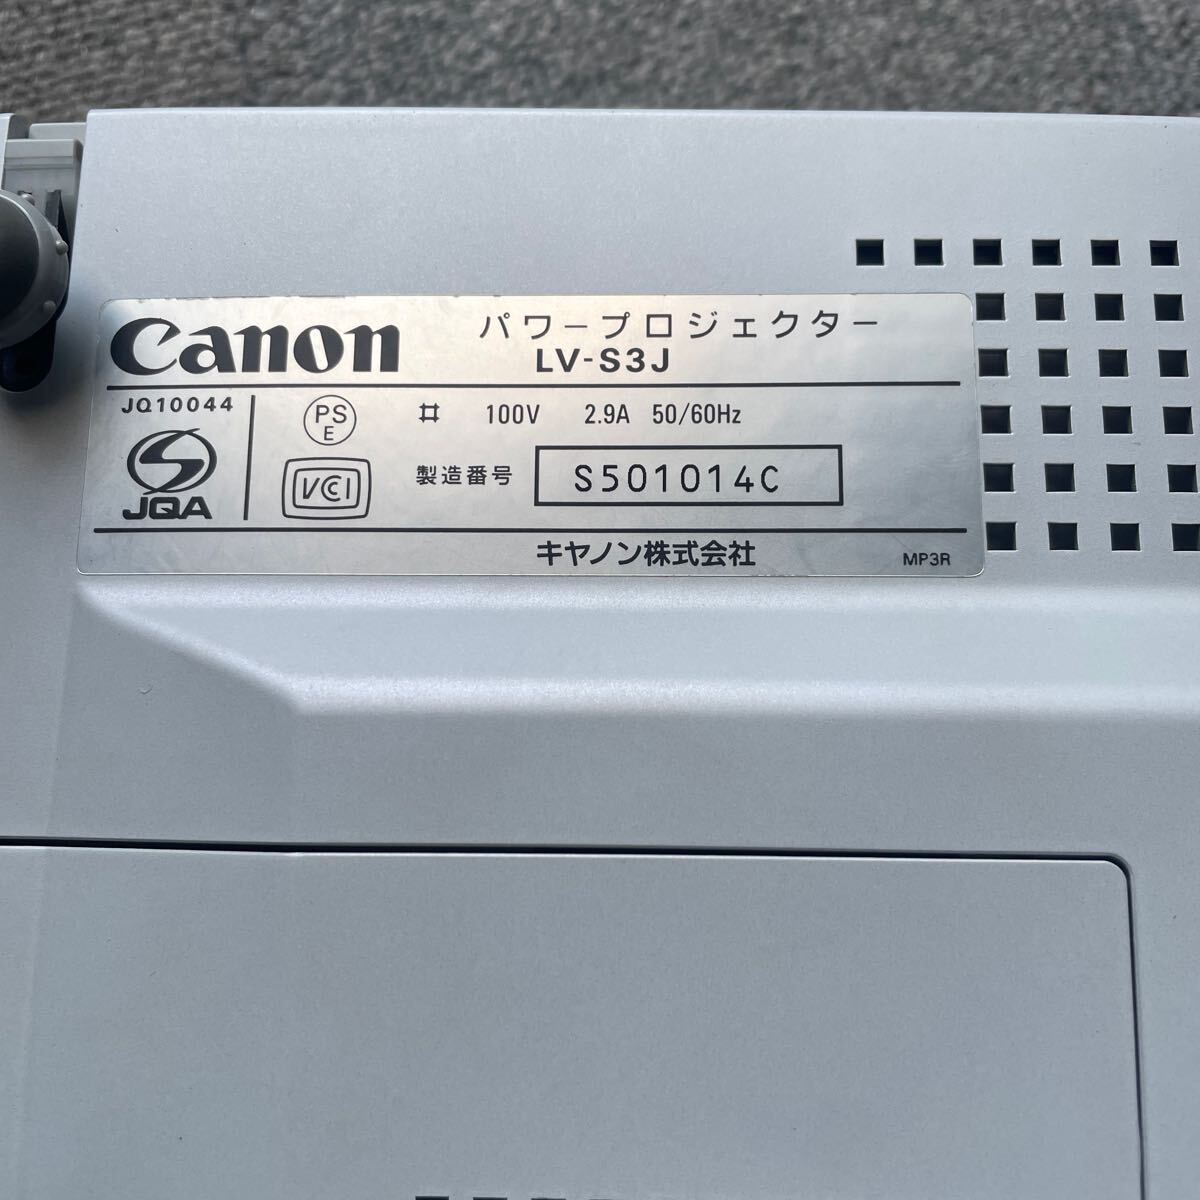 Canon パワープロジェクター
LV-S3J
JQ10044
JQA
PS
E
VCCI
⌗ 100V 2.9A 50/60Hz
製造番号 S501014C
キヤノン株式会社
MP3R